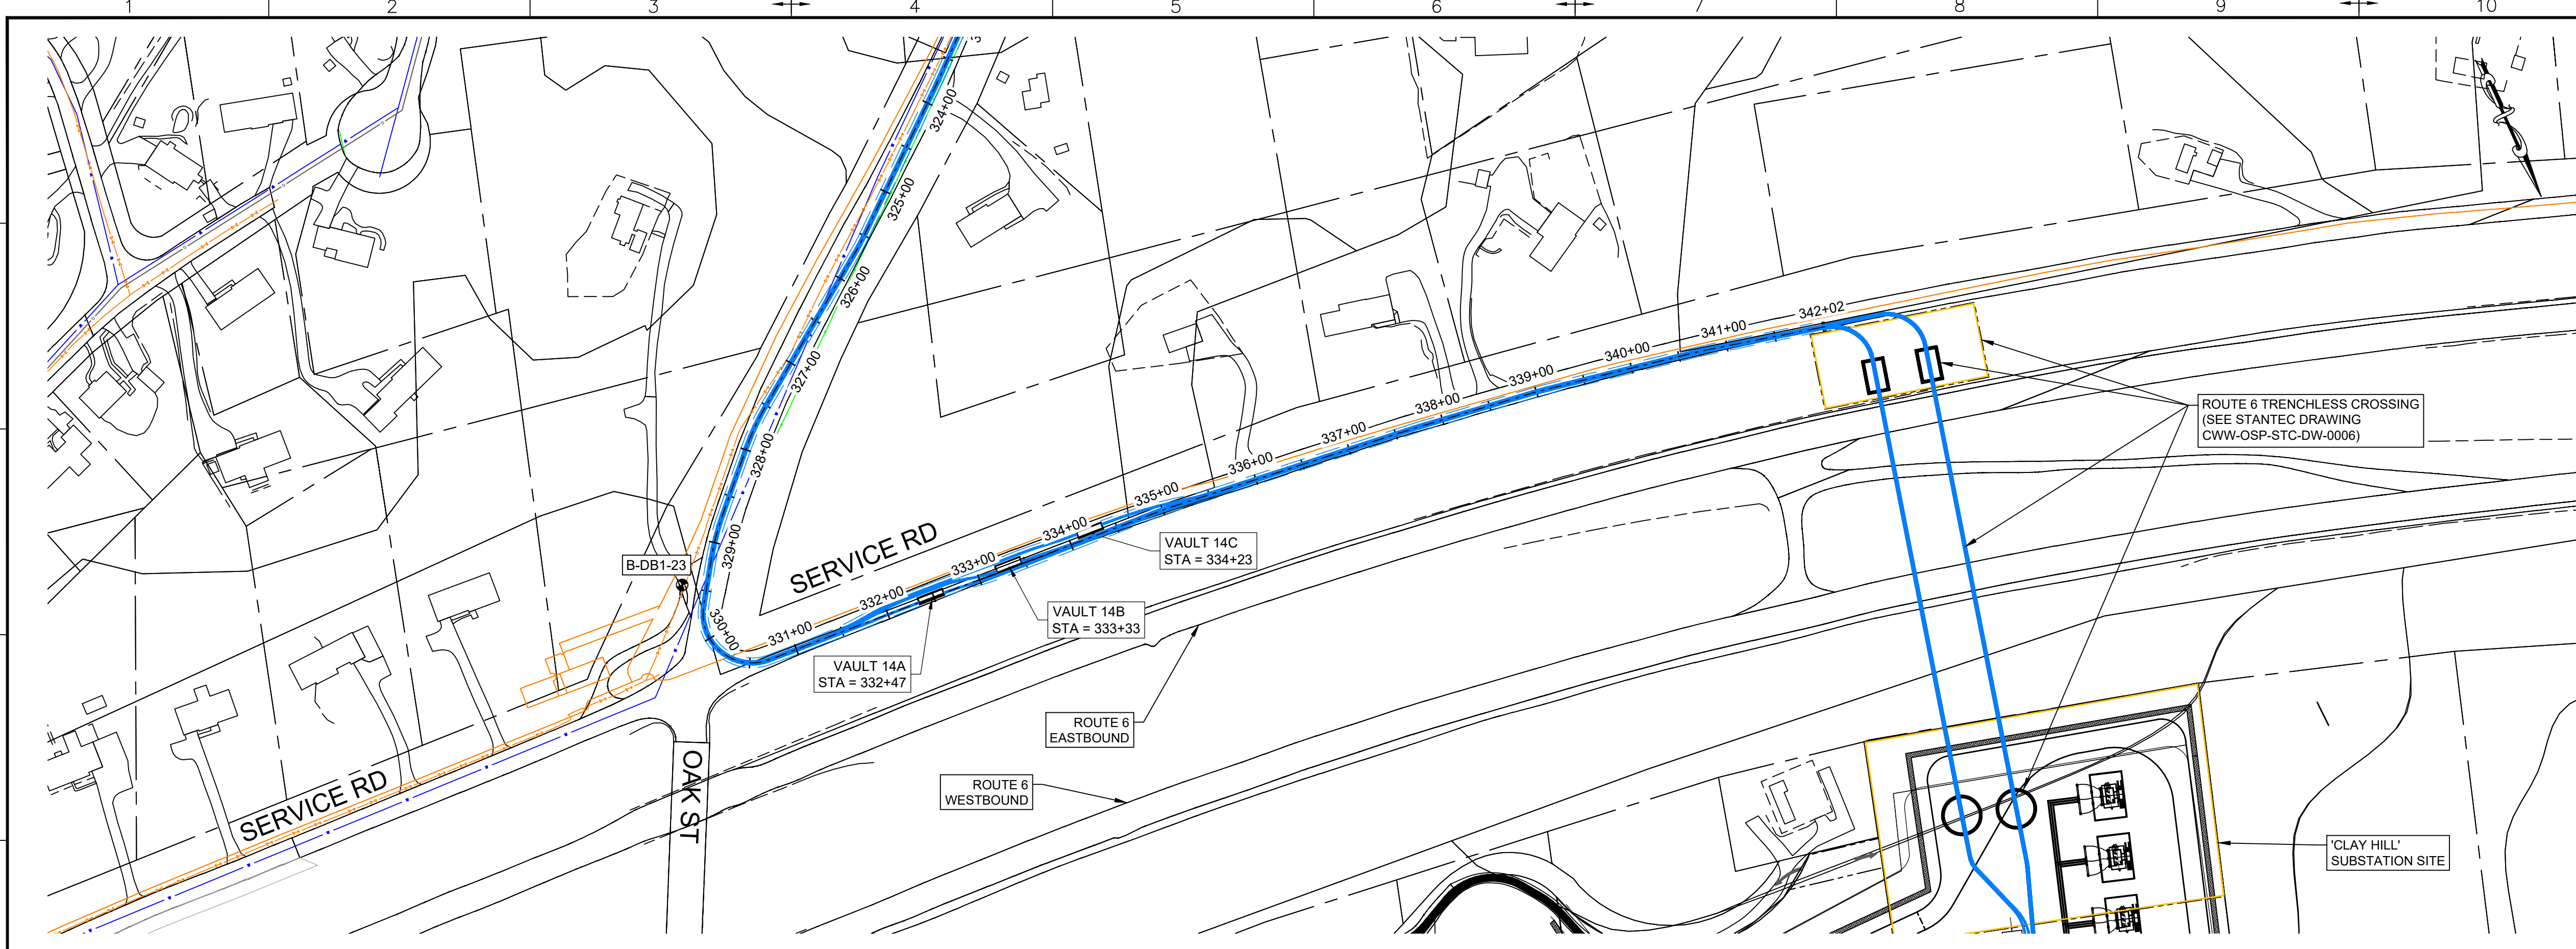 1 2 3 4 5 6 7 8 9 10
324+00
325+00
326+00
327+00
328+00
329+00
330+00
331+00
332+00
333+00
334+00
335+00
336+00
337+00
338+00
339+00
340+00
341+00
342+02
ROUTE 6 TRENCHLESS CROSSING
(SEE STANTEC DRAWING
CWW-OSP-STC-DW-0006)
B-DB1-23
SERVICE RD
VAULT 14C
STA = 334+23
VAULT 14B
STA = 333+33
VAULT 14A
STA = 332+47
ROUTE 6
EASTBOUND
ROUTE 6
WESTBOUND
OAK ST
SERVICE RD
'CLAY HILL'
SUBSTATION SITE